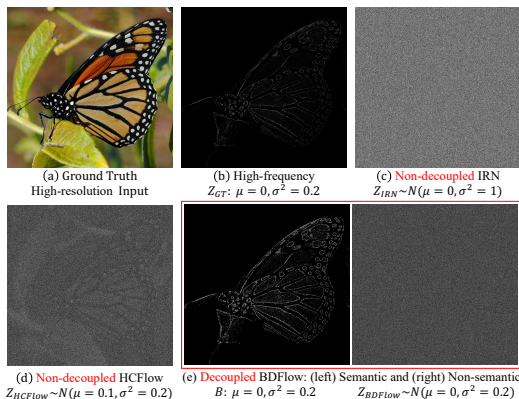 (a) Ground Truth
High-resolution Input
(b) High-frequency
Z_GT: μ = 0, σ² = 0.2
(c) Non-decoupled IRN
Z_IRN~N(μ = 0, σ² = 1)
(d) Non-decoupled HCFlow
Z_HCFlow~N(μ = 0.1, σ² = 0.2)
(e) Decoupled BDFlow: (left) Semantic and (right) Non-semantic
B: μ = 0, σ² = 0.2
Z_BDFlow~N(μ = 0, σ² = 0.2)